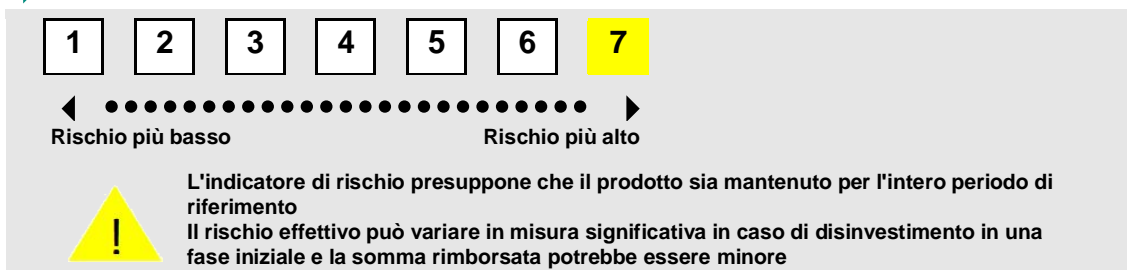 1 2 3 4 5 6 7
Rischio più basso Rischio più alto
L'indicatore di rischio presuppone che il prodotto sia mantenuto per l'intero periodo di
riferimento
Il rischio effettivo può variare in misura significativa in caso di disinvestimento in una
fase iniziale e la somma rimborsata potrebbe essere minore
!